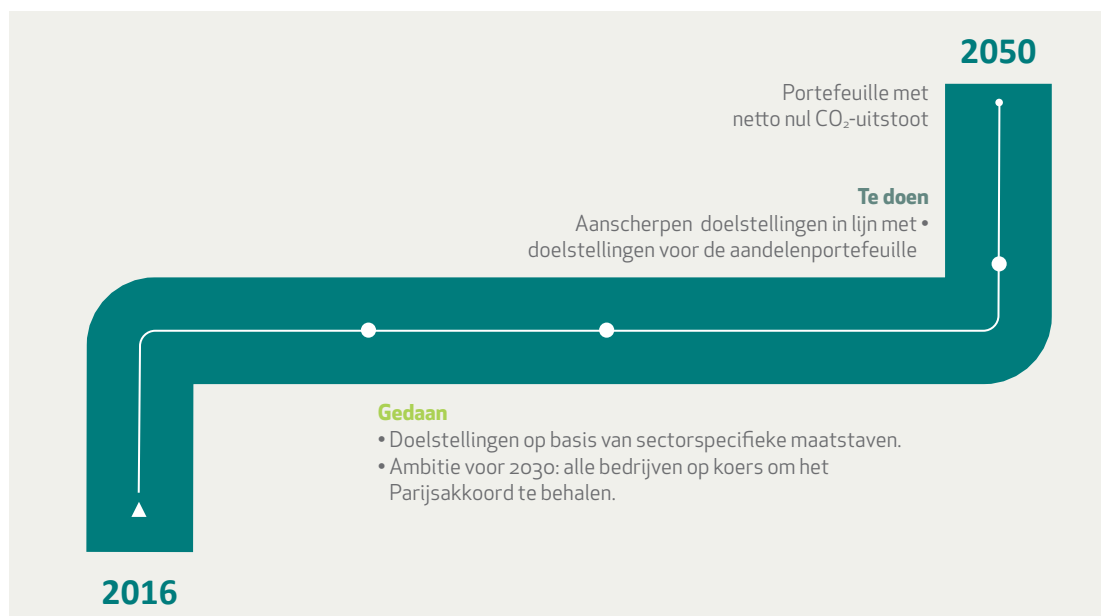 2050
Portefeuille met
netto nul CO₂-uitstoot
Te doen
Aanscherpen doelstellingen in lijn met •
doelstellingen voor de aandelenportefeuille
Gedaan
• Doelstellingen op basis van sectorspecifieke maatstaven.
• Ambitie voor 2030: alle bedrijven op koers om het
Parijsakkoord te behalen.
2016